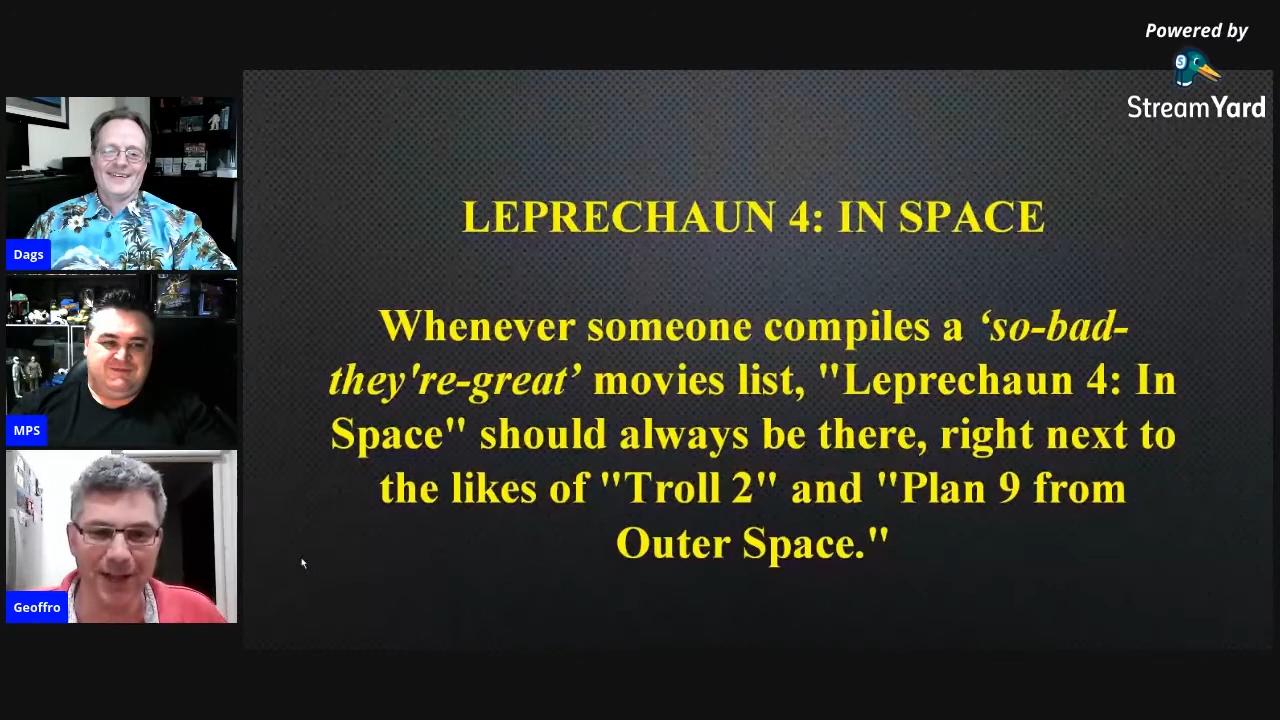 Powered by
StreamYard
Dags
MPS
Geoffro
LEPRECHAUN 4: IN SPACE
Whenever someone compiles a ‘so-bad-
they're-great’ movies list, "Leprechaun 4: In
Space" should always be there, right next to
the likes of "Troll 2" and "Plan 9 from
Outer Space."